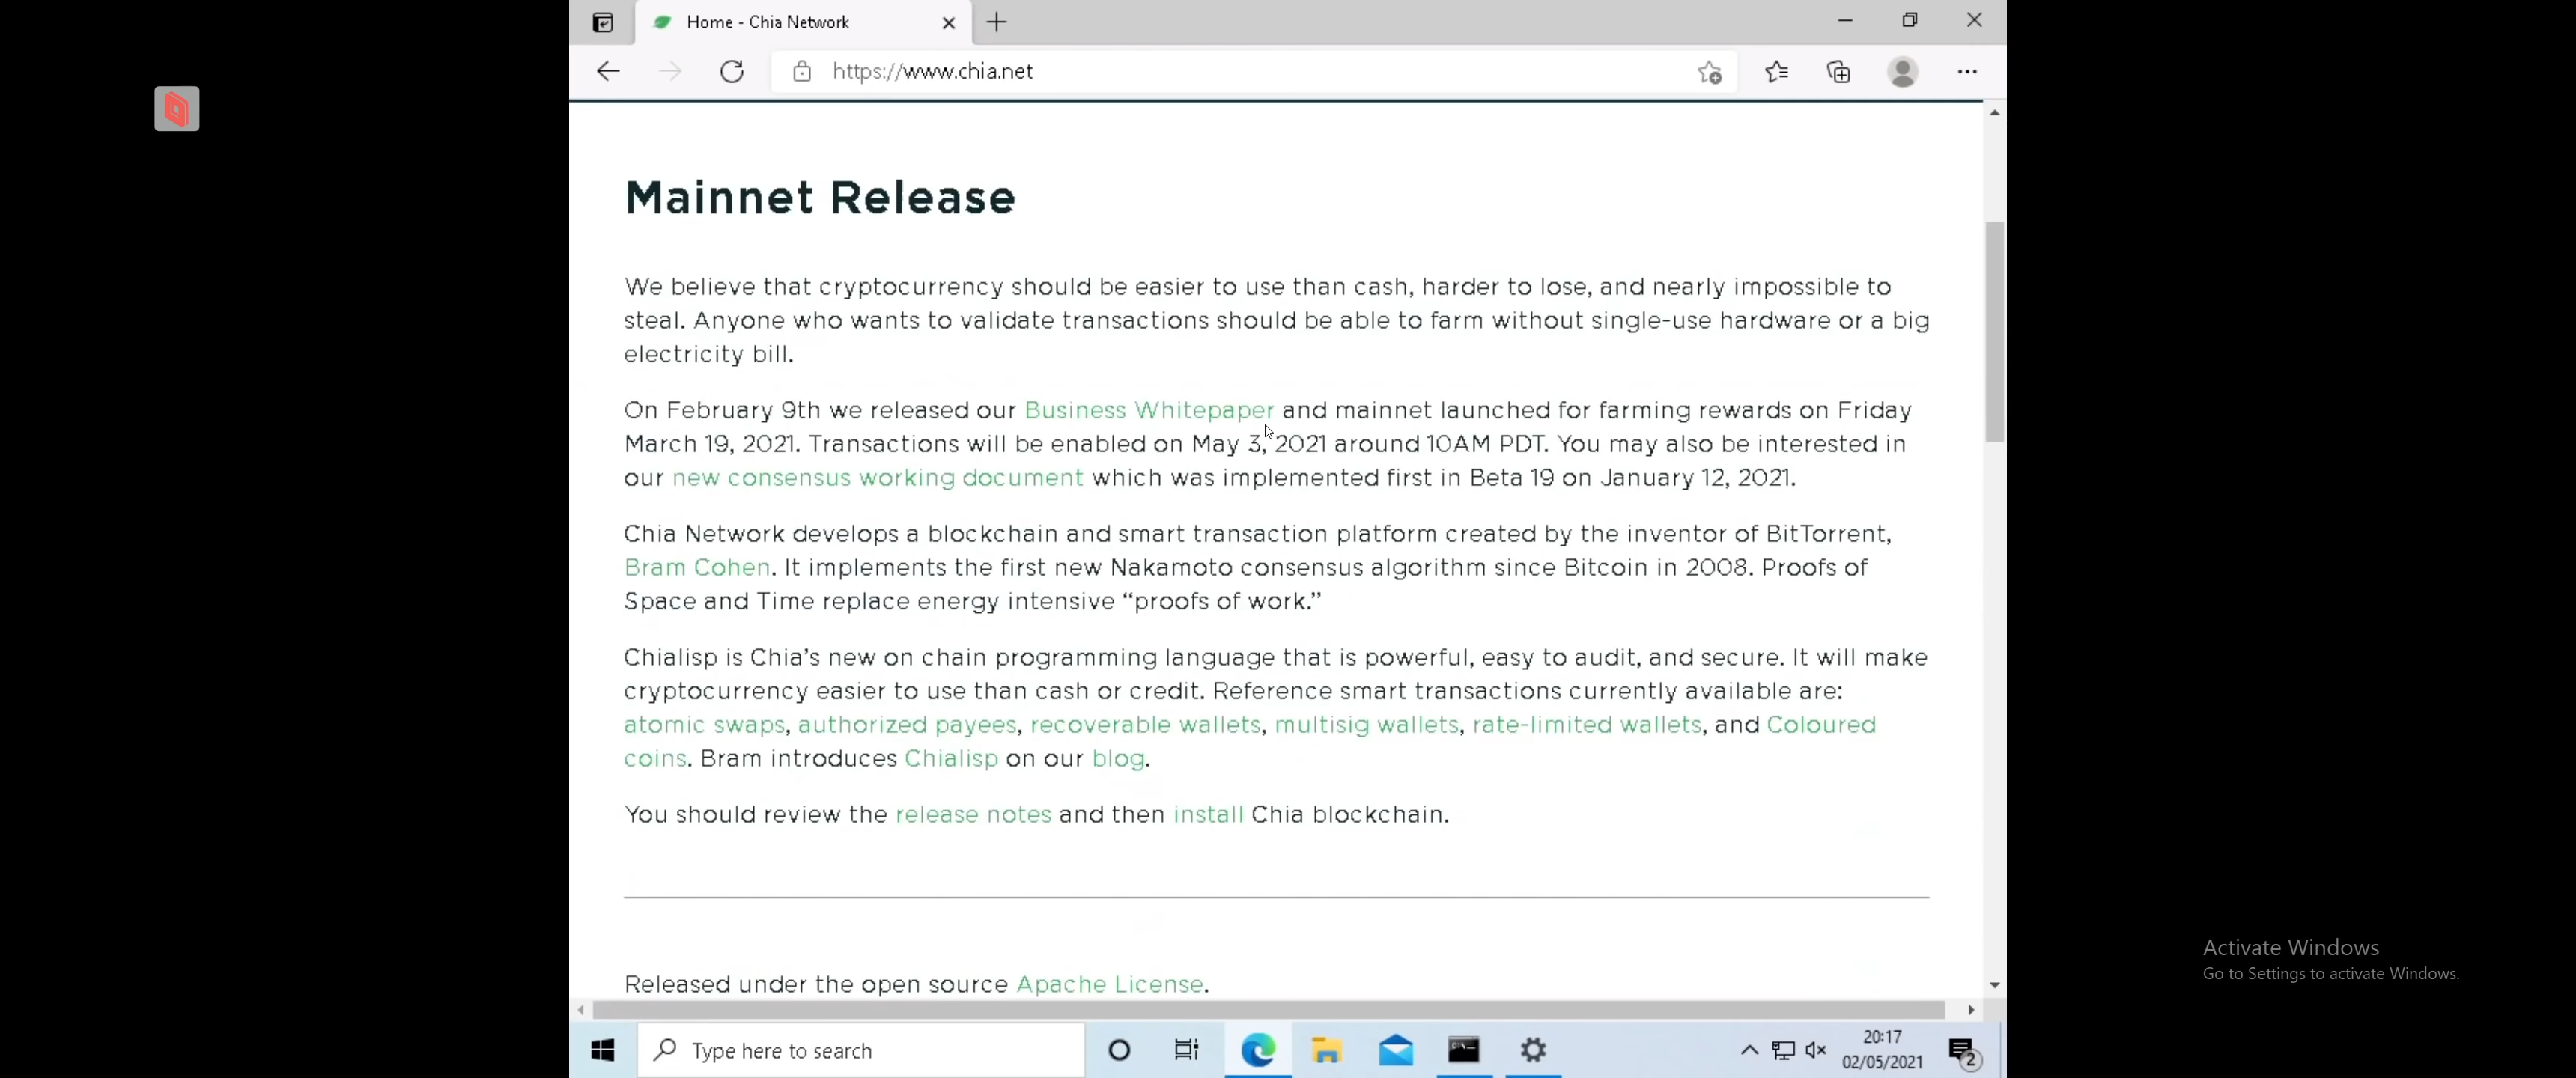 Home - Chia Network
https://www.chia.net
Mainnet Release
We believe that cryptocurrency should be easier to use than cash, harder to lose, and nearly impossible to
steal. Anyone who wants to validate transactions should be able to farm without single-use hardware or a big
electricity bill.
On February 9th we released our Business Whitepaper and mainnet launched for farming rewards on Friday
March 19, 2021. Transactions will be enabled on May 3, 2021 around 10AM PDT. You may also be interested in
our new consensus working document which was implemented first in Beta 19 on January 12, 2021.
Chia Network develops a blockchain and smart transaction platform created by the inventor of BitTorrent,
Bram Cohen. It implements the first new Nakamoto consensus algorithm since Bitcoin in 2008. Proofs of
Space and Time replace energy intensive “proofs of work.”
Chialisp is Chia’s new on chain programming language that is powerful, easy to audit, and secure. It will make
cryptocurrency easier to use than cash or credit. Reference smart transactions currently available are:
atomic swaps, authorized payees, recoverable wallets, multisig wallets, rate-limited wallets, and Coloured
coins. Bram introduces Chialisp on our blog.
You should review the release notes and then install Chia blockchain.
Released under the open source Apache License.
Activate Windows
Go to Settings to activate Windows.
Type here to search
20:17
02/05/2021
2